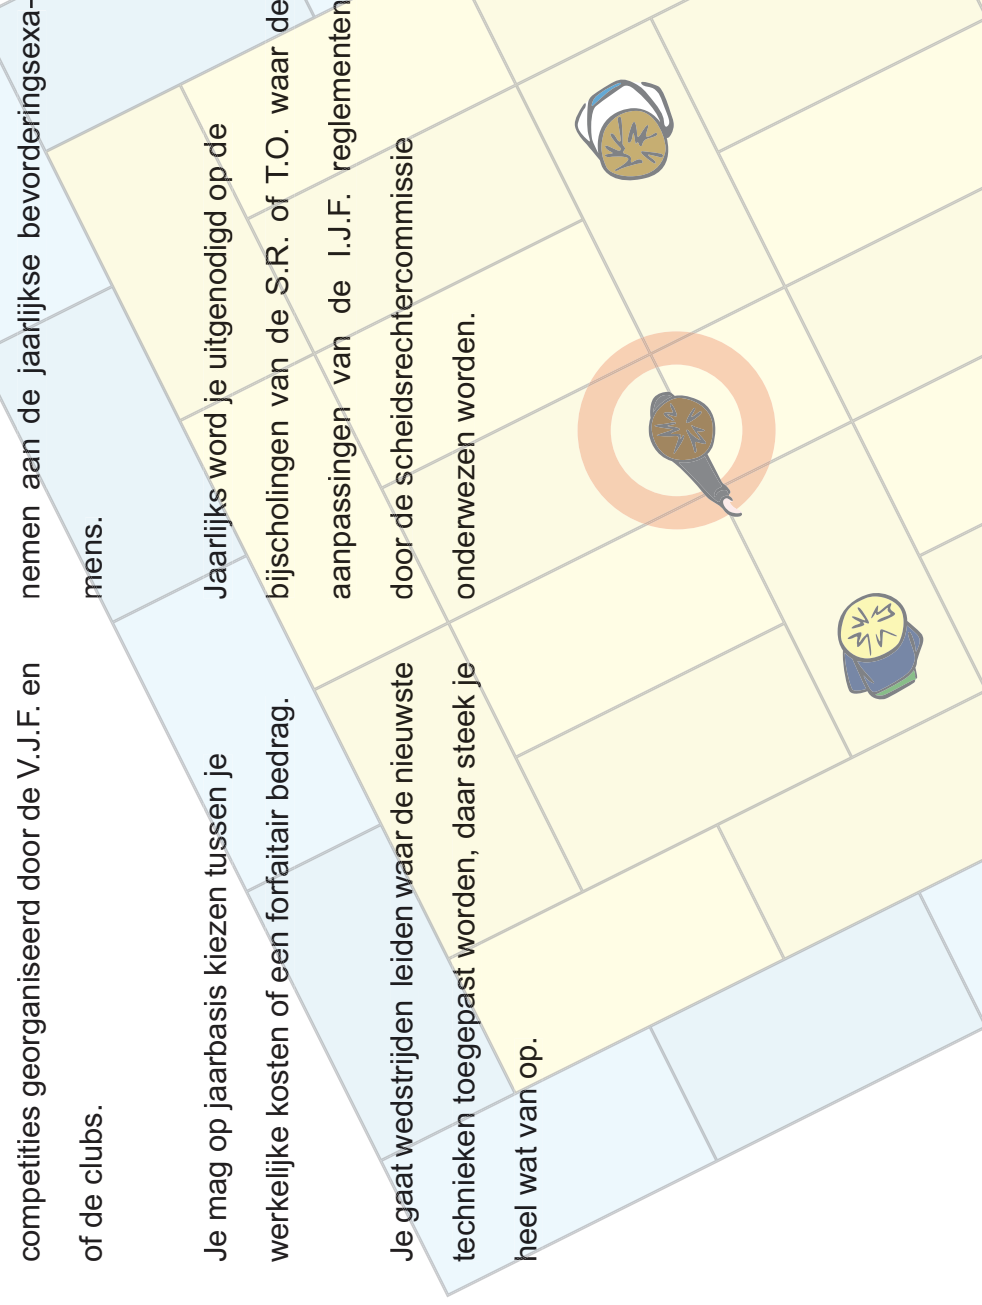 competities georganiseerd door de V.J.F. en
of de clubs.
Je mag op jaarbasis kiezen tussen je
werkelijke kosten of een forfaitair bedrag.
Je gaat wedstrijden leiden waar de nieuwste
technieken toegepast worden, daar steek je
heel wat van op.
nemen aan de jaarlijkse bevorderingsexa-
mens.
Jaarlijks word je uitgenodigd op de
bijscholingen van de S.R. of T.O. waar de
aanpassingen van de I.J.F. reglementen
door de scheidsrechtercommissie
onderwezen worden.